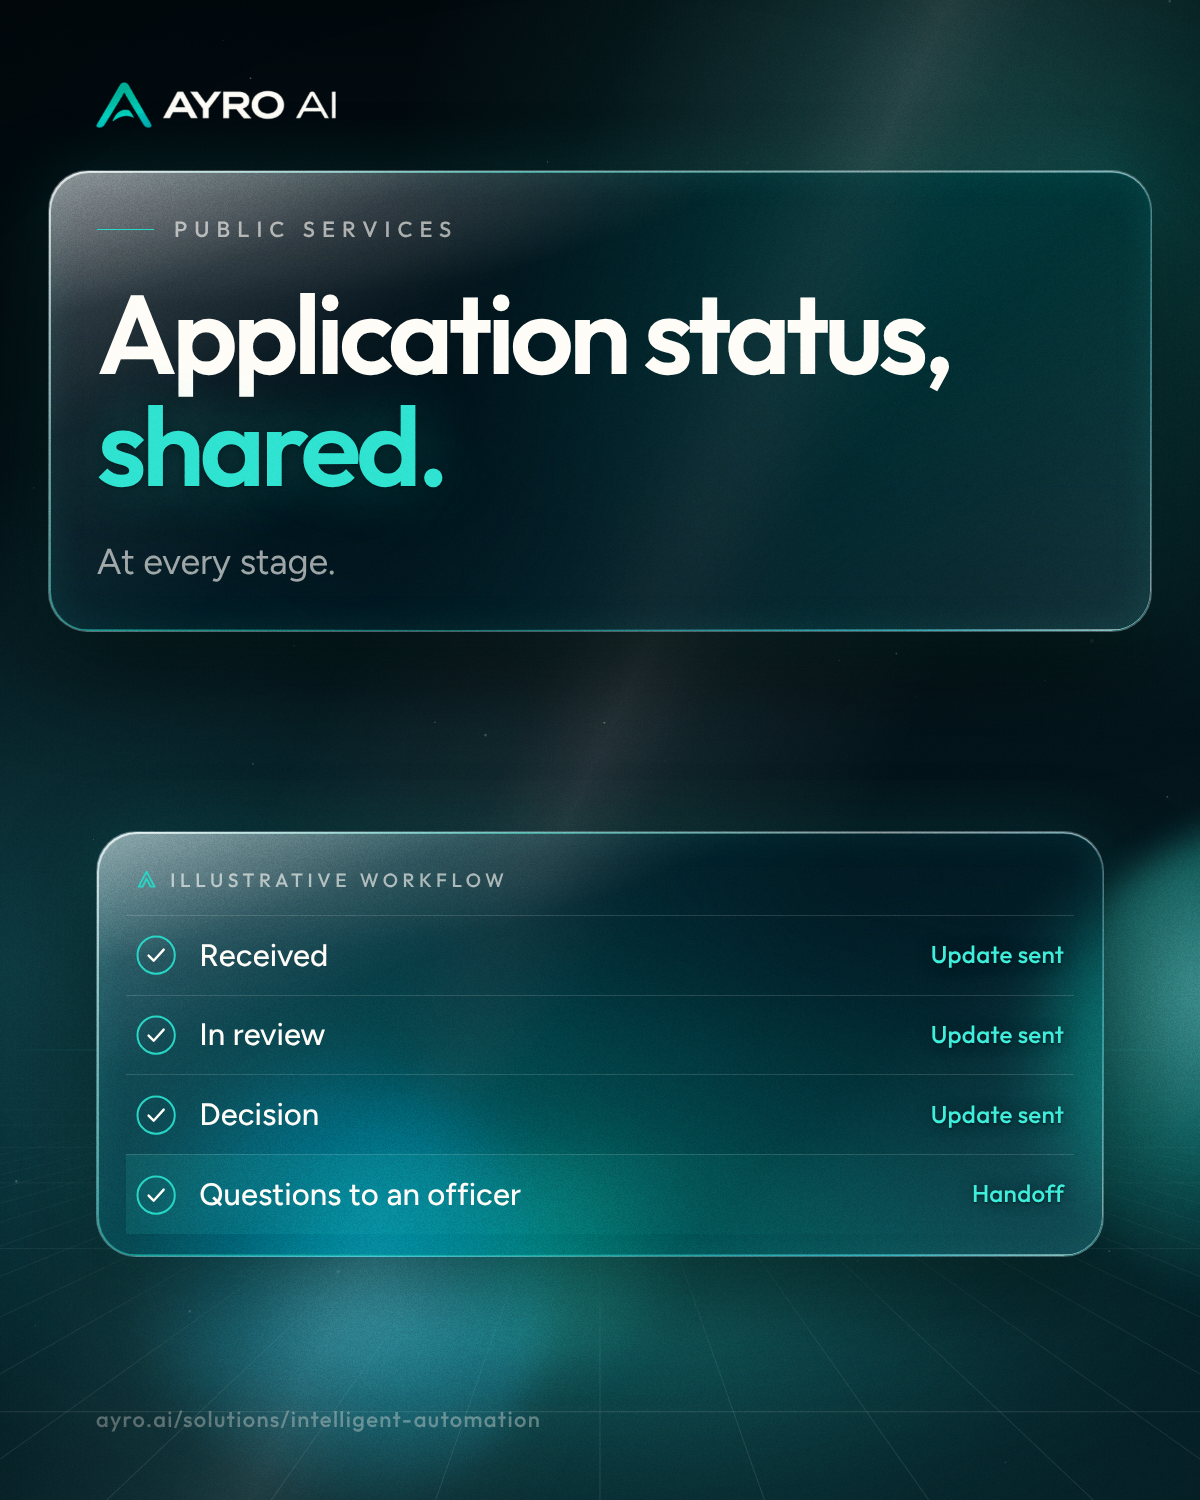 AYRO AI
PUBLIC SERVICES
Application status,
shared.
At every stage.
ILLUSTRATIVE WORKFLOW
Received
Update sent
In review
Update sent
Decision
Update sent
Questions to an officer
Handoff
ayro.ai/solutions/intelligent-automation